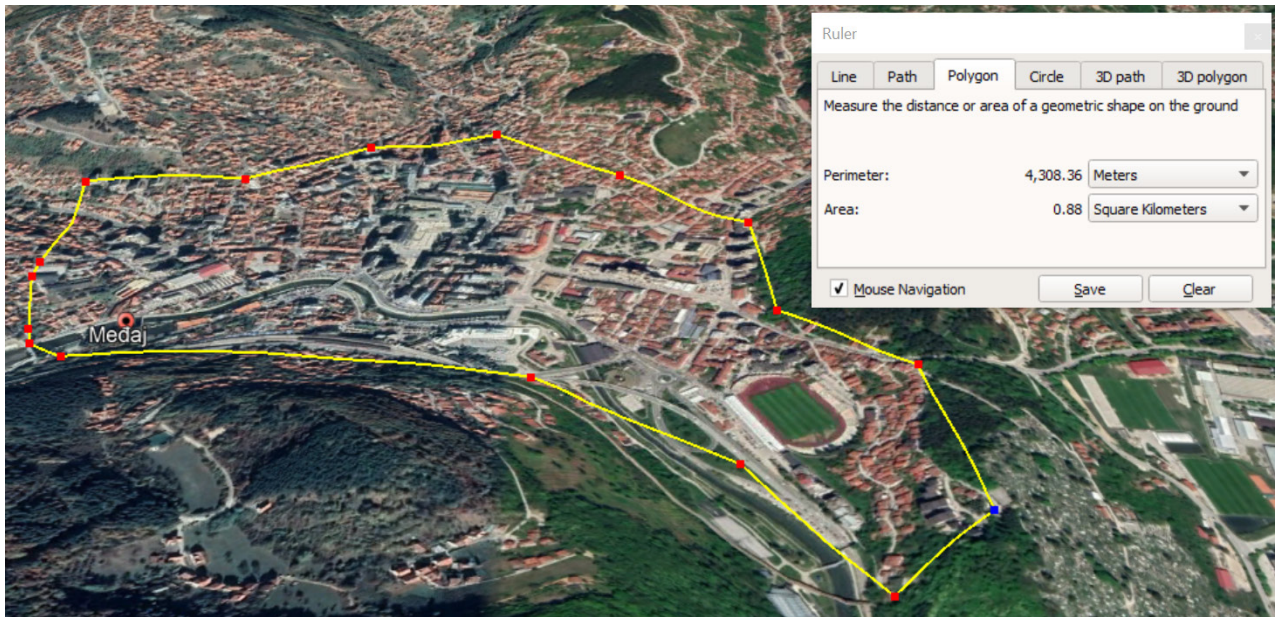 Ruler
Line Path Polygon Circle 3D path 3D polygon
Measure the distance or area of a geometric shape on the ground
Perimeter: 4,308.36 Meters
Area: 0.88 Square Kilometers
Mouse Navigation Save Clear
Medaj